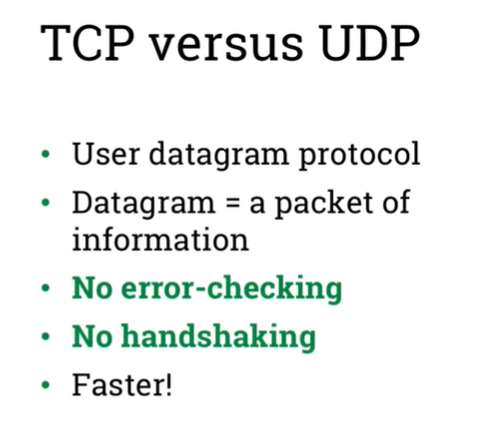 TCP versus UDP
• User datagram protocol
• Datagram = a packet of
information
• No error-checking
• No handshaking
• Faster!